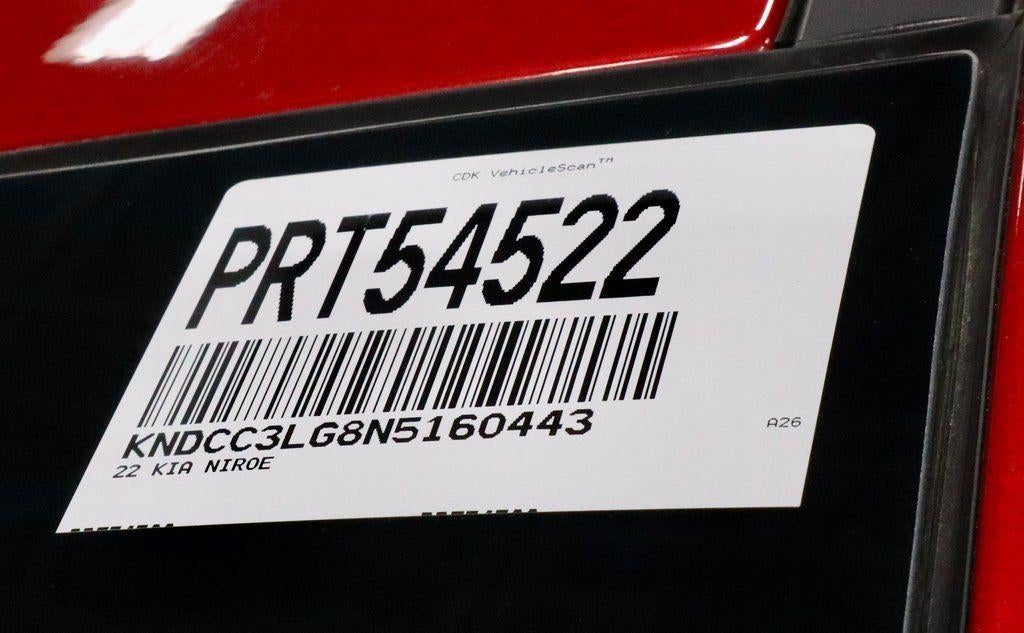 CDK VehicleScan™
PRT54522
KNDCC3LG8N5160443
22 KIA NIROE
A26